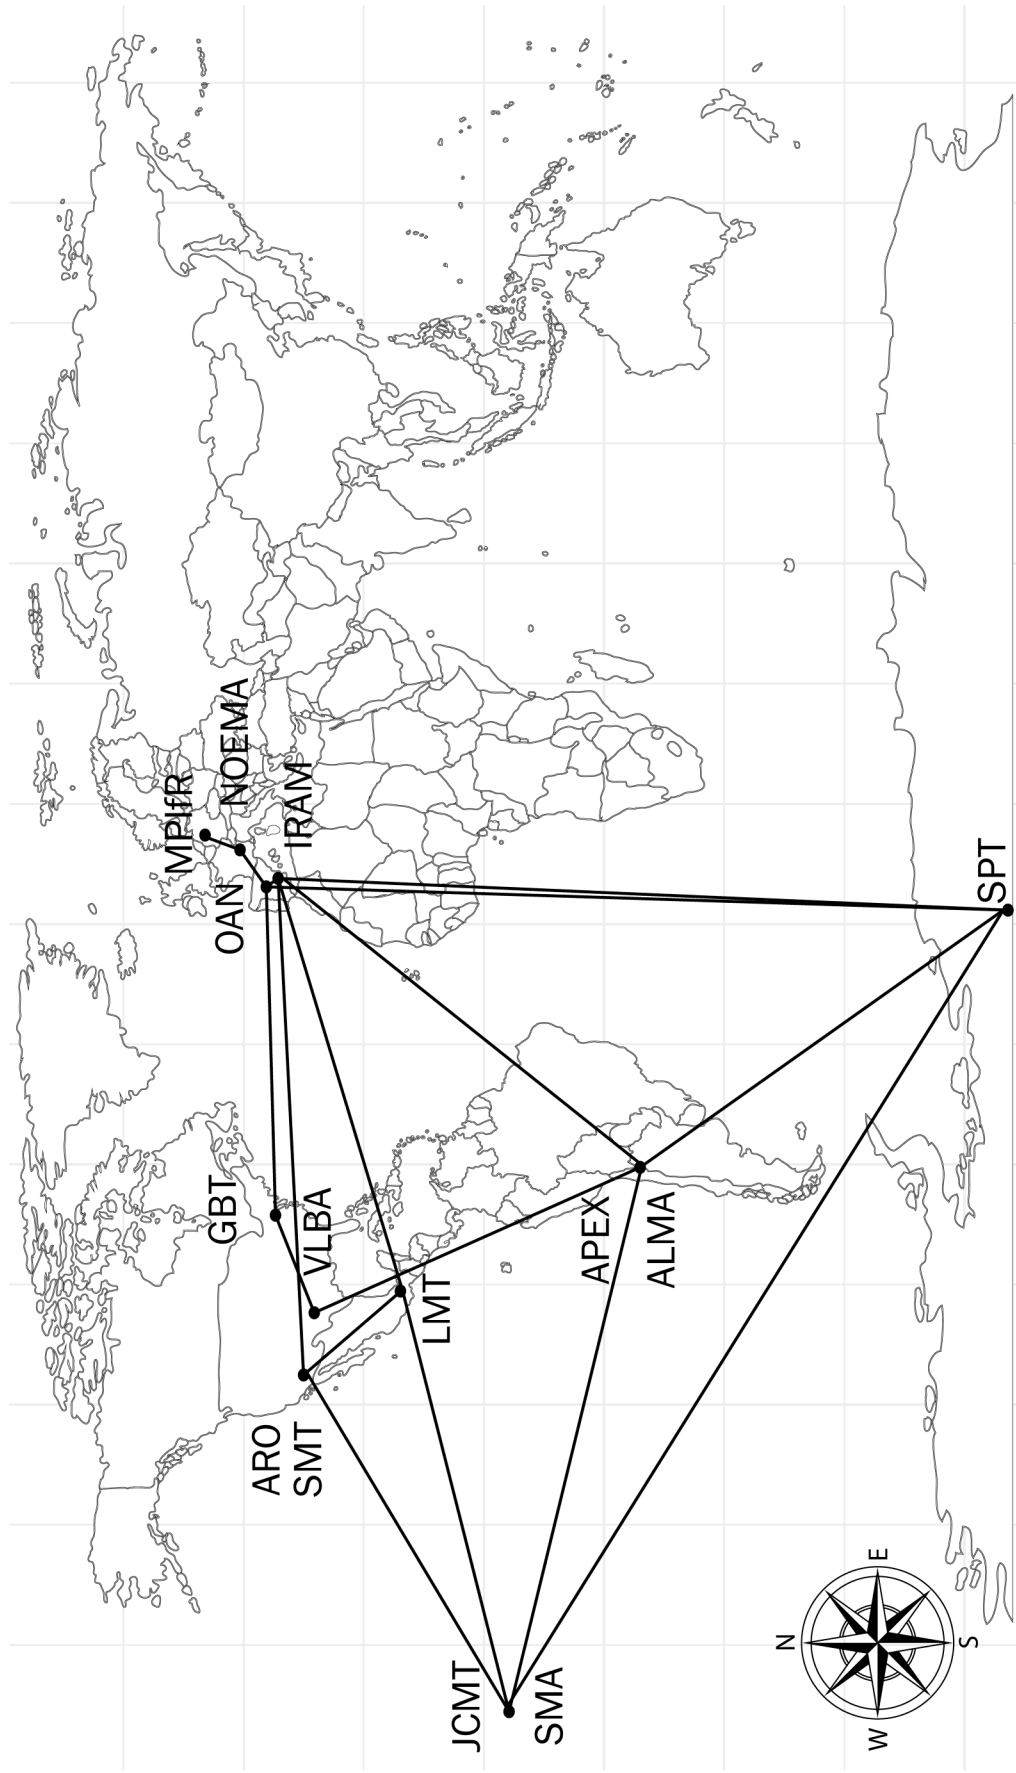 MPIfR
NOEMA
OAN
IRAM
GBT
VLBA
LMT
ARO
SMT
APEX
ALMA
JCMT
SMA
SPT
N
E
S
W